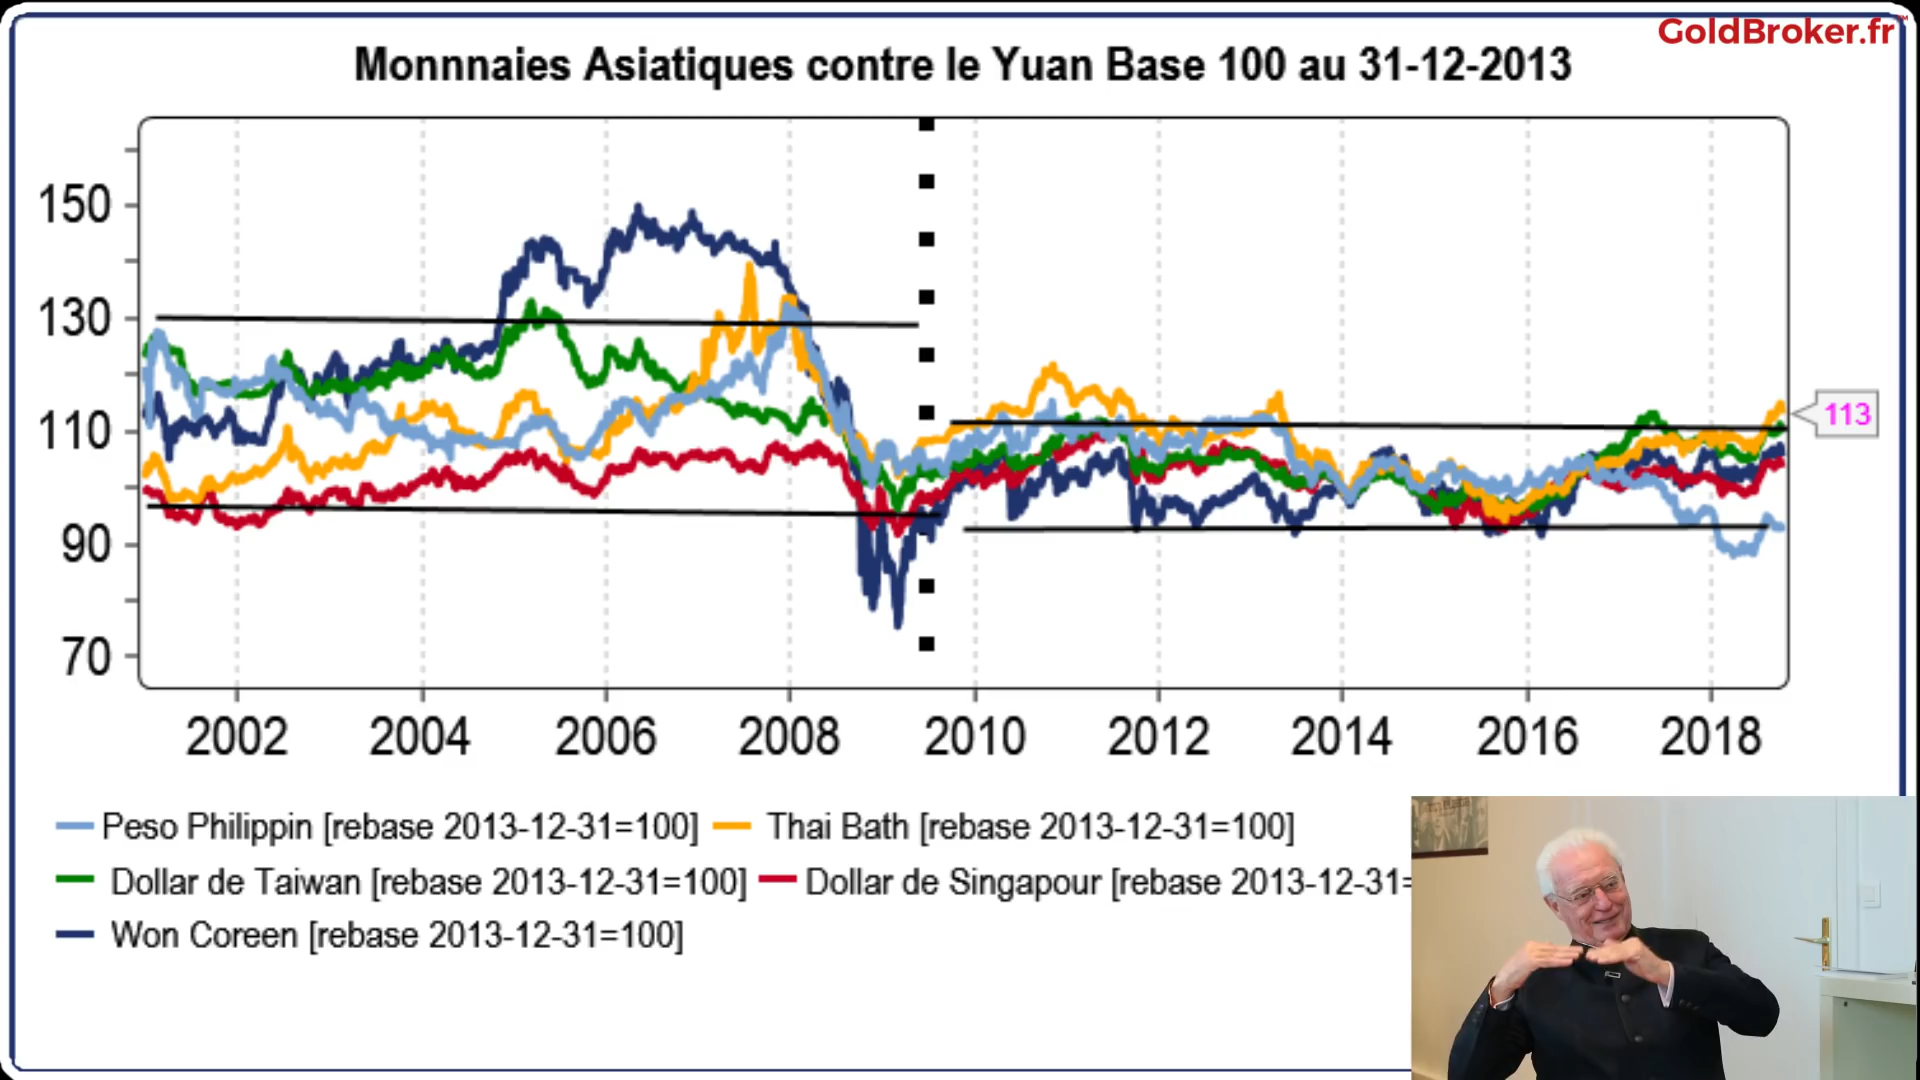 GoldBroker.fr
Monnnaies Asiatiques contre le Yuan Base 100 au 31-12-2013
150
130
110
90
70
113
2002 2004 2006 2008 2010 2012 2014 2016 2018
Peso Philippin [rebase 2013-12-31=100] Thai Bath [rebase 2013-12-31=100]
Dollar de Taiwan [rebase 2013-12-31=100] Dollar de Singapour [rebase 2013-12-31=
Won Coreen [rebase 2013-12-31=100]